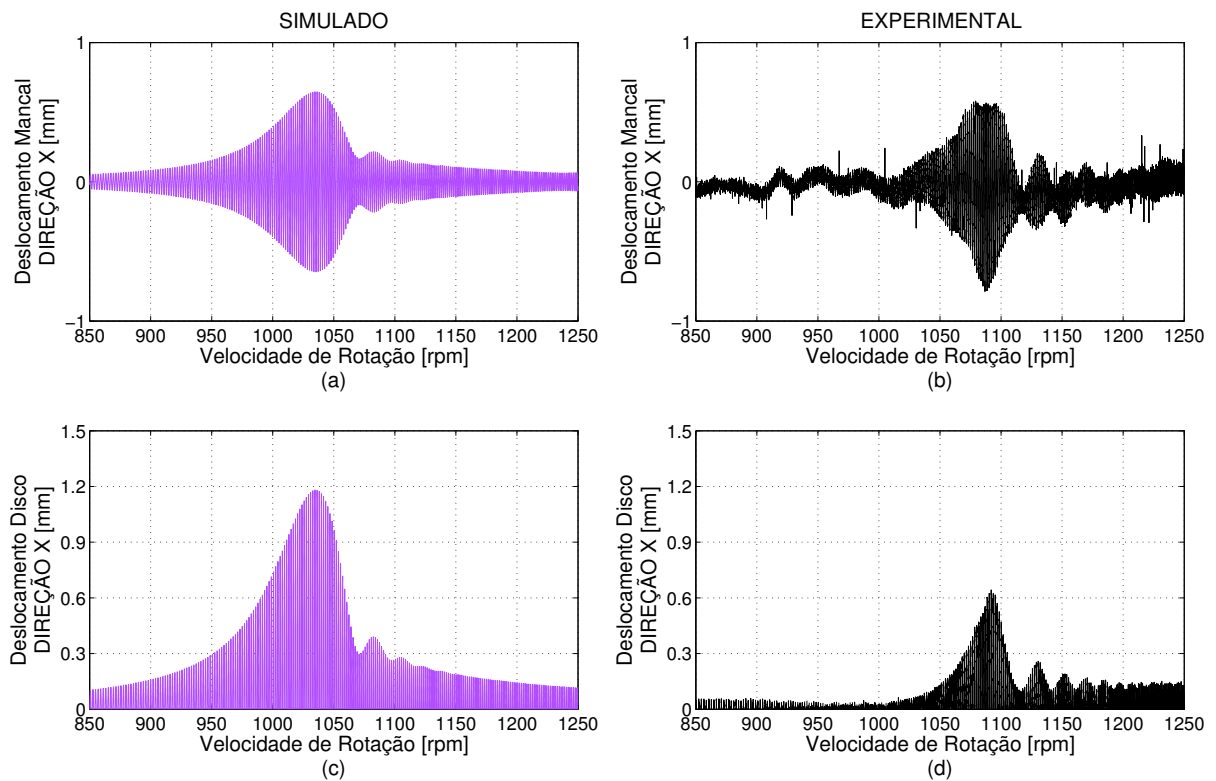 SIMULADO
Deslocamento Mancal
DIREÇÃO X [mm]
1
0
−1
850 900 950 1000 1050 1100 1150 1200 1250
Velocidade de Rotação [rpm]
(a)
EXPERIMENTAL
Deslocamento Mancal
DIREÇÃO X [mm]
1
0
−1
850 900 950 1000 1050 1100 1150 1200 1250
Velocidade de Rotação [rpm]
(b)
Deslocamento Disco
DIREÇÃO X [mm]
1.5
1.2
0.9
0.6
0.3
0
850 900 950 1000 1050 1100 1150 1200 1250
Velocidade de Rotação [rpm]
(c)
Deslocamento Disco
DIREÇÃO X [mm]
1.5
1.2
0.9
0.6
0.3
0
850 900 950 1000 1050 1100 1150 1200 1250
Velocidade de Rotação [rpm]
(d)